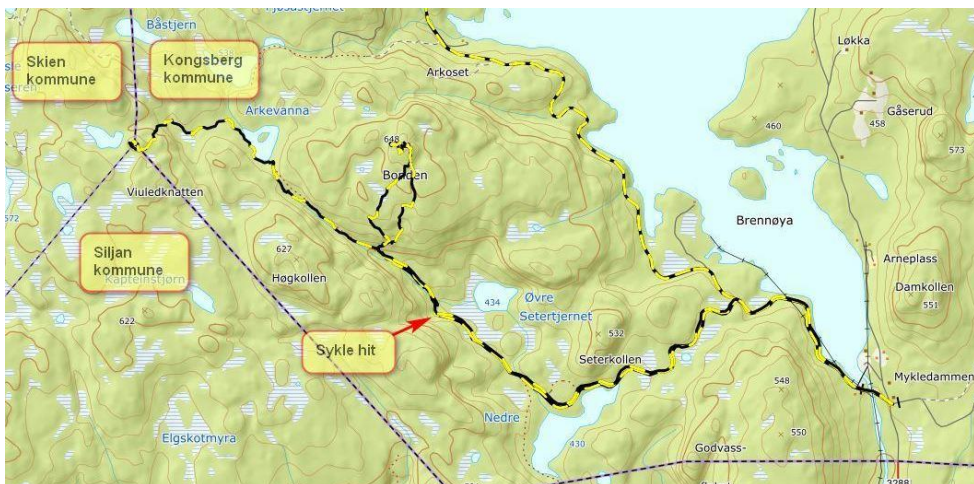 Båstjern
Skien
kommune
Kongsberg
kommune
Arkoset
Løkka
Gåserud
458
460
573
Arkevanna
648
Bonden
Viuledknatten
572
Brennøya
Siljan
kommune
Kapteinstjørn
627
Høgkollen
622
Arneplass
Damkollen
551
434
Øvre
Setertjernet
532
Sykle hit
Seterkollen
Mykledammen
548
Nedre
430
550
Elgskotmyra
Godvass-
3288